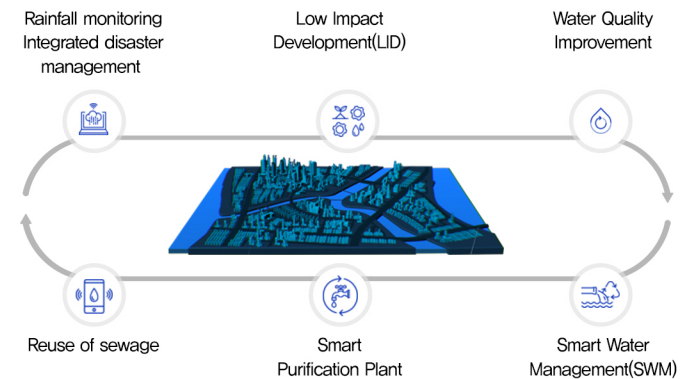 Rainfall monitoring
Integrated disaster
management
Low Impact
Development(LID)
Water Quality
Improvement
Reuse of sewage
Smart
Purification Plant
Smart Water
Management(SWM)